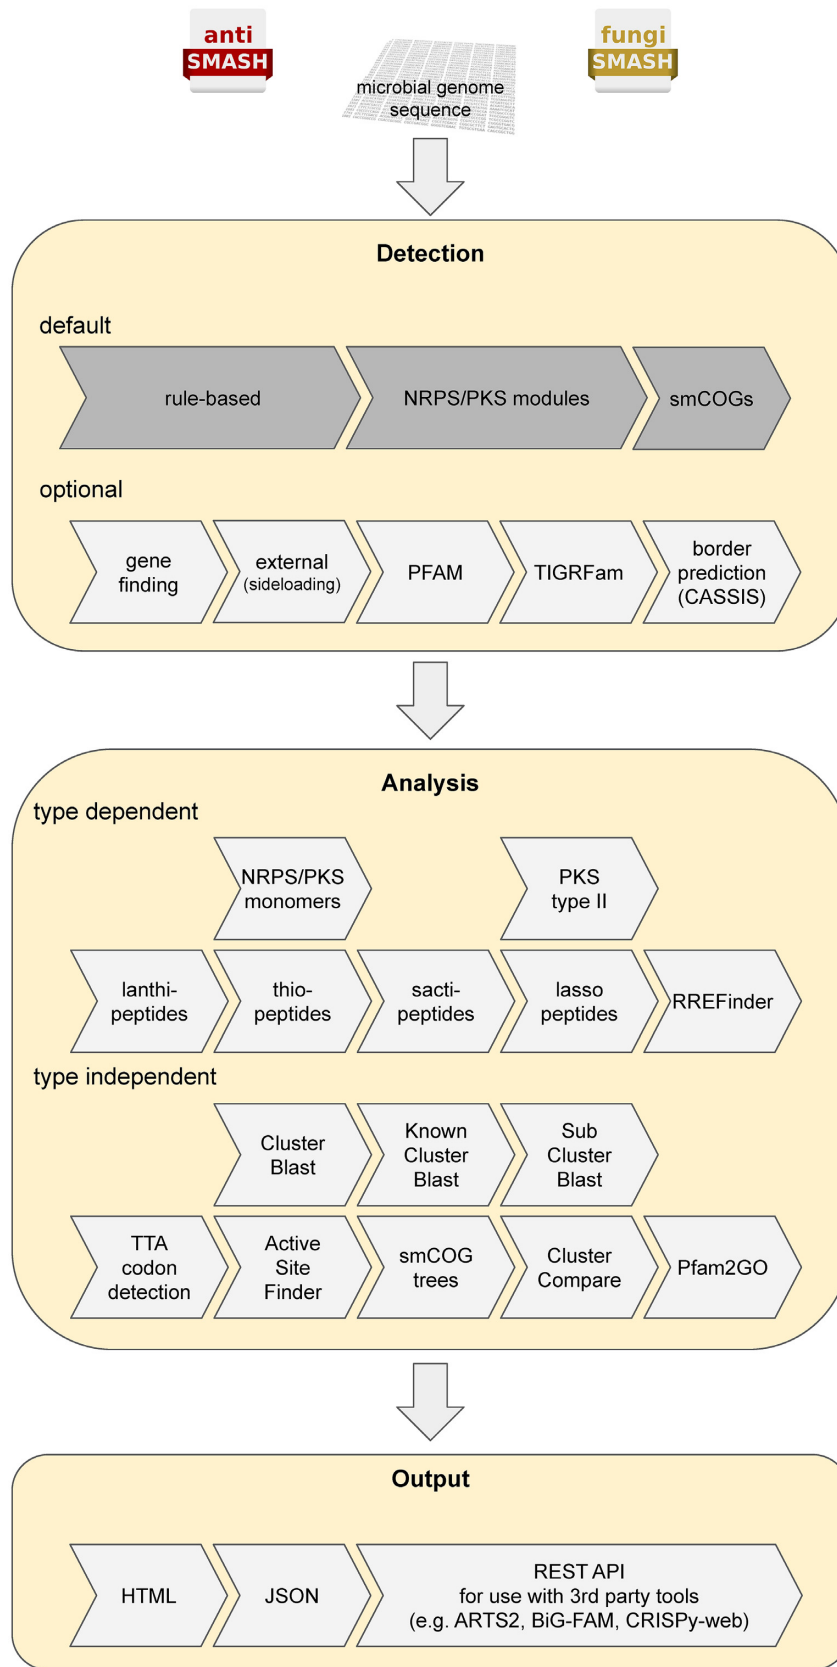 anti
SMASH
fungi
SMASH
microbial genome
sequence
Detection
default
rule-based
NRPS/PKS modules
smCOGs
optional
gene
finding
external
(sideloading)
PFAM
TIGRFam
border
prediction
(CASSIS)
Analysis
type dependent
NRPS/PKS
monomers
PKS
type II
lanthi-
peptides
thio-
peptides
sacti-
peptides
lasso
peptides
RREFinder
type independent
Cluster
Blast
Known
Cluster
Blast
Sub
Cluster
Blast
TTA
codon
detection
Active
Site
Finder
smCOG
trees
Cluster
Compare
Pfam2GO
Output
HTML
JSON
REST API
for use with 3rd party tools
(e.g. ARTS2, BiG-FAM, CRISPy-web)